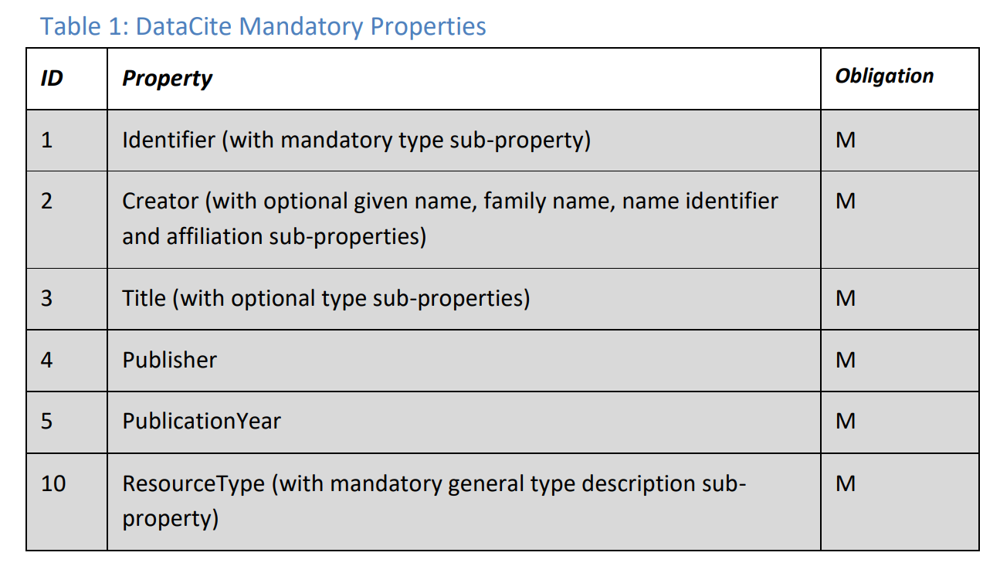 Table 1: DataCite Mandatory Properties
ID Property Obligation
1 Identifier (with mandatory type sub-property) M
2 Creator (with optional given name, family name, name identifier M
and affiliation sub-properties)
3 Title (with optional type sub-properties) M
4 Publisher M
5 PublicationYear M
10 ResourceType (with mandatory general type description sub- M
property)